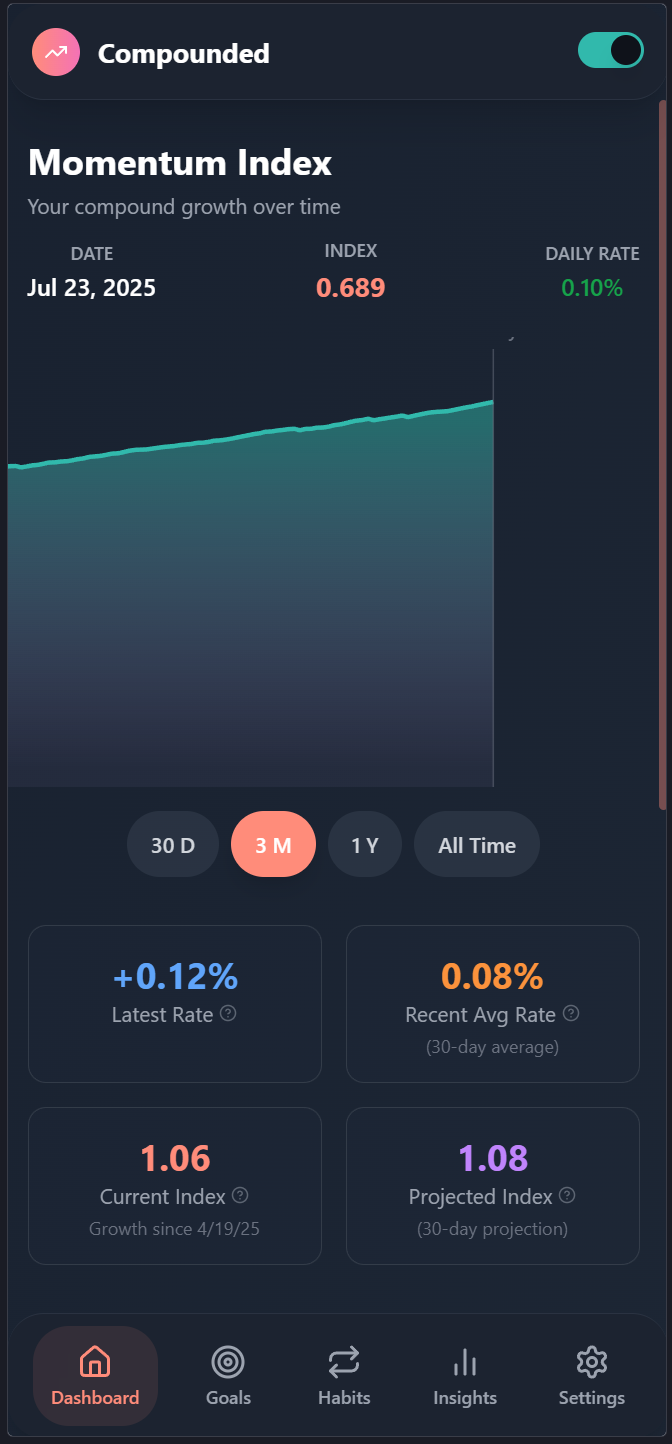 Compounded
Momentum Index
Your compound growth over time
DATE INDEX DAILY RATE
Jul 23, 2025 0.689 0.10%
30 D 3 M 1 Y All Time
+0.12%
Latest Rate ?
0.08%
Recent Avg Rate ?
(30-day average)
1.06
Current Index ?
Growth since 4/19/25
1.08
Projected Index ?
(30-day projection)
Dashboard Goals Habits Insights Settings